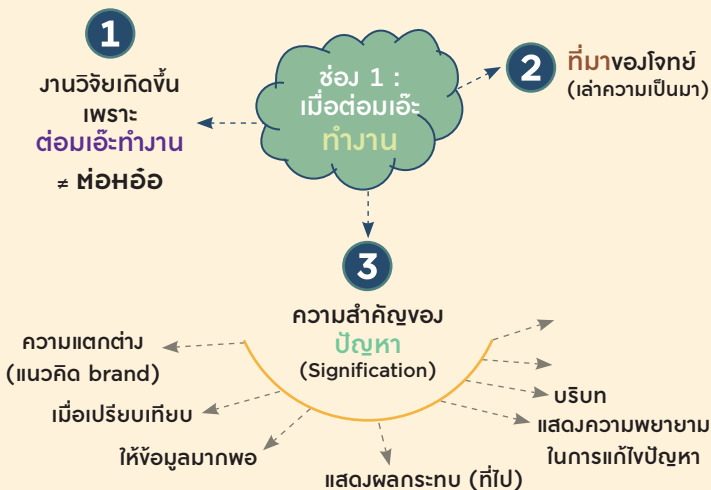 1
งานวิจัยเกิดขึ้น
เพราะ
ต่อมเอ๊ะทำงาน
≠ ต่อมอ๋อ
ช่อง 1 :
เมื่อต่อมเอ๊ะ
ทำงาน
2
ที่มาของโจทย์
(เล่าความเป็นมา)
3
ความสำคัญของ
ปัญหา
(Signification)
ความแตกต่าง
(แนวคิด brand)
เมื่อเปรียบเทียบ
ให้ข้อมูลมากพอ
แสดงผลกระทบ (ที่ไป)
บริบท
แสดงความพยายาม
ในการแก้ไขปัญหา